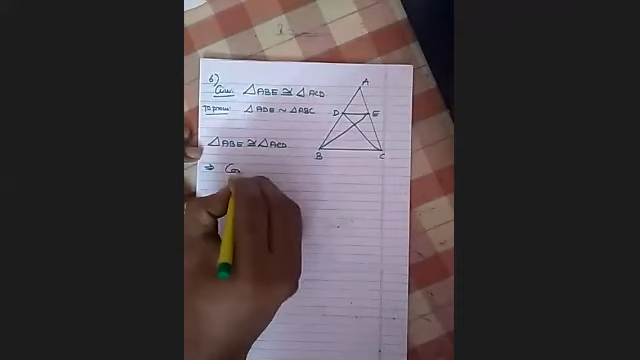 6)
Given: △ABE ≅ △ACD
To prove: △ADE ~ △ABC
A
D E
B C
△ABE ≅ △ACD
⇒ Co